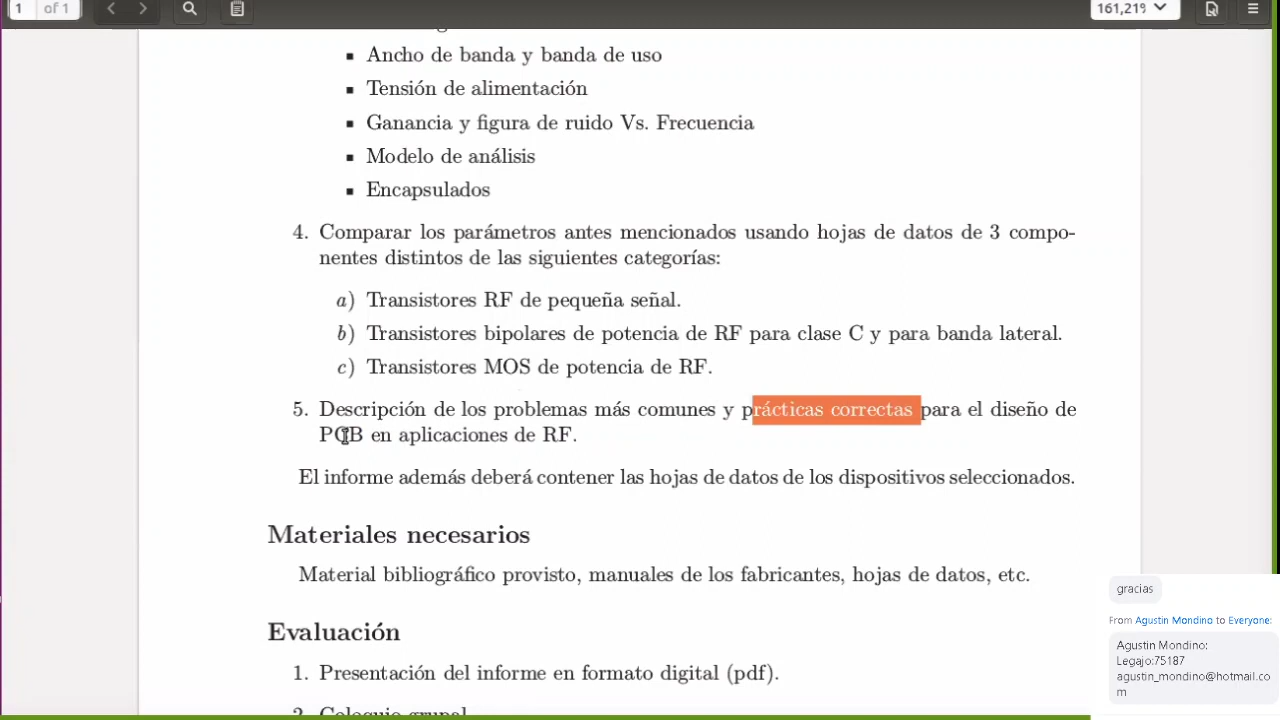 1 of 1 161,21%
▪ Ancho de banda y banda de uso
▪ Tensión de alimentación
▪ Ganancia y figura de ruido Vs. Frecuencia
▪ Modelo de análisis
▪ Encapsulados
4. Comparar los parámetros antes mencionados usando hojas de datos de 3 compo-
nentes distintos de las siguientes categorías:
a) Transistores RF de pequeña señal.
b) Transistores bipolares de potencia de RF para clase C y para banda lateral.
c) Transistores MOS de potencia de RF.
5. Descripción de los problemas más comunes y prácticas correctas para el diseño de
PCB en aplicaciones de RF.
El informe además deberá contener las hojas de datos de los dispositivos seleccionados.
Materiales necesarios
Material bibliográfico provisto, manuales de los fabricantes, hojas de datos, etc.
Evaluación
1. Presentación del informe en formato digital (pdf).
2. Coloquio grupal
gracias
From Agustin Mondino to Everyone:
Agustin Mondino:
Legajo:75187
agustin_mondino@hotmail.co
m